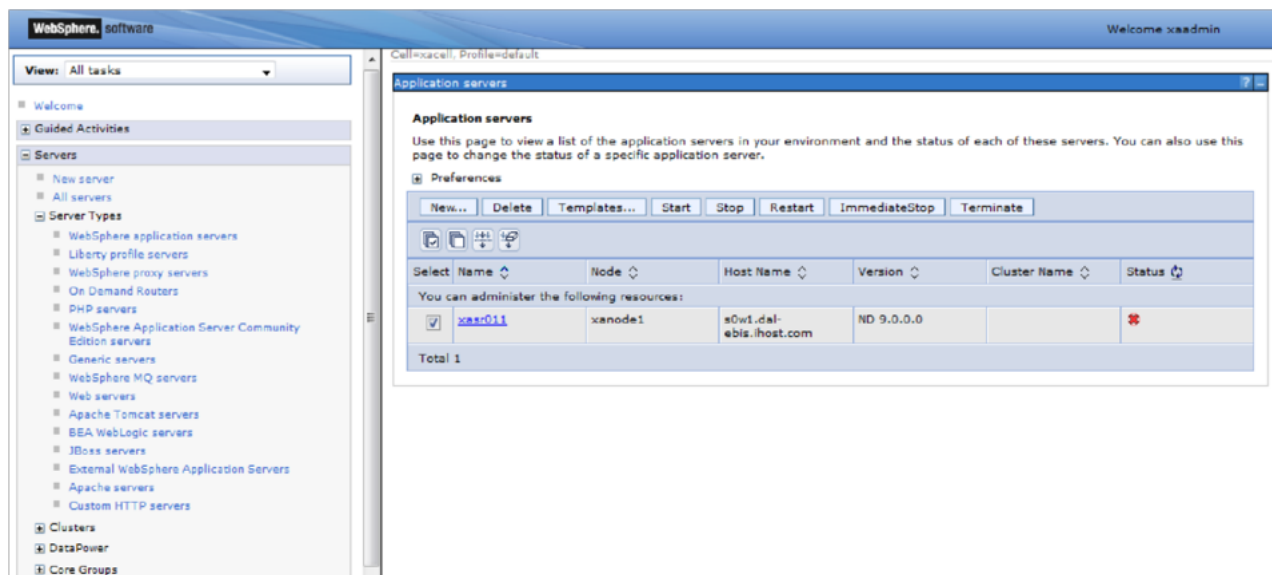 WebSphere. software
Welcome xaadmin
View: All tasks
Welcome
Guided Activities
Servers
New server
All servers
Server Types
WebSphere application servers
Liberty profile servers
WebSphere proxy servers
On Demand Routers
PHP servers
WebSphere Application Server Community
Edition servers
Generic servers
WebSphere MQ servers
Web servers
Apache Tomcat servers
BEA WebLogic servers
JBoss servers
External WebSphere Application Servers
Apache servers
Custom HTTP servers
Clusters
DataPower
Core Groups
Cell=xacell, Profile=default
Application servers ? –
Application servers
Use this page to view a list of the application servers in your environment and the status of each of these servers. You can also use this
page to change the status of a specific application server.
Preferences
New... Delete Templates... Start Stop Restart ImmediateStop Terminate
Select Name Node Host Name Version Cluster Name Status
You can administer the following resources:
xasr011 xanode1 s0w1.dal-
ebis.ihost.com ND 9.0.0.0
Total 1